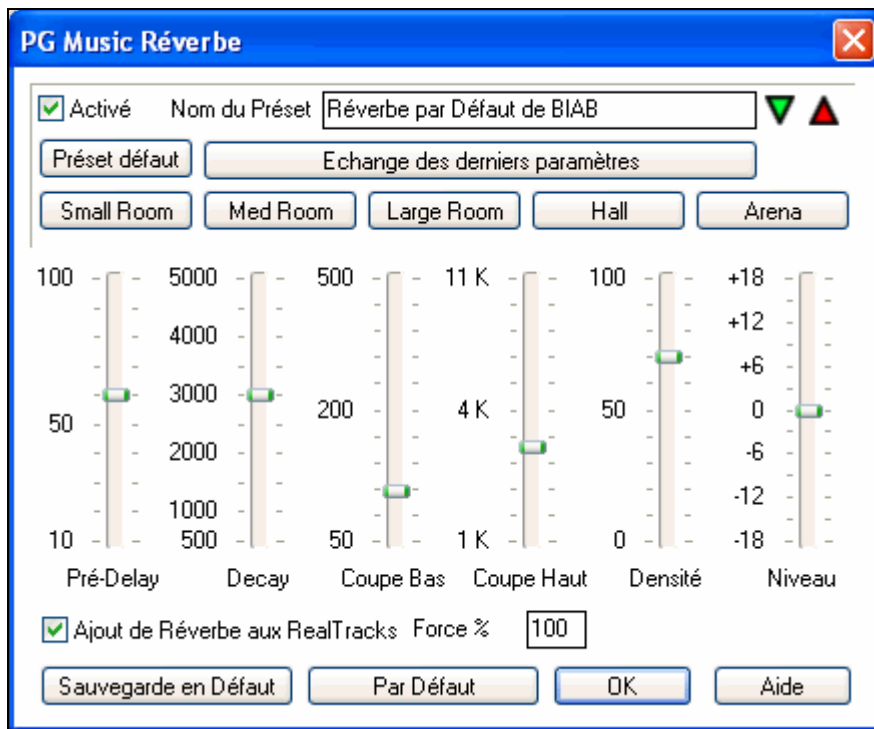 PG Music Réverbe
Activé Nom du Préset Réverbe par Défaut de BIAB
Préset défaut Echange des derniers paramètres
Small Room Med Room Large Room Hall Arena
100 5000 500 11 K 100 +18
4000 +12
3000 +6
50 200 4 K 50 0
2000 -6
1000 -12
10 500 50 1 K 0 -18
Pré-Delay Decay Coupe Bas Coupe Haut Densité Niveau
Ajout de Réverbe aux RealTracks Force % 100
Sauvegarde en Défaut Par Défaut OK Aide